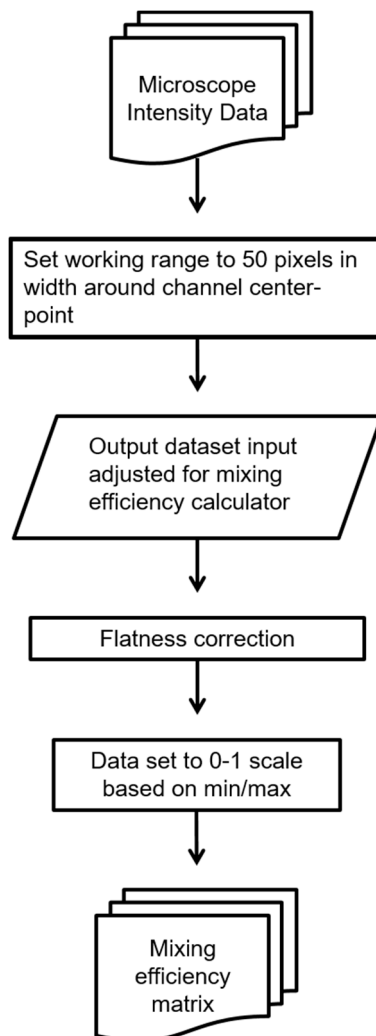 Microscope
Intensity Data
Set working range to 50 pixels in
width around channel center-
point
Output dataset input
adjusted for mixing
efficiency calculator
Flatness correction
Data set to 0-1 scale
based on min/max
Mixing
efficiency
matrix